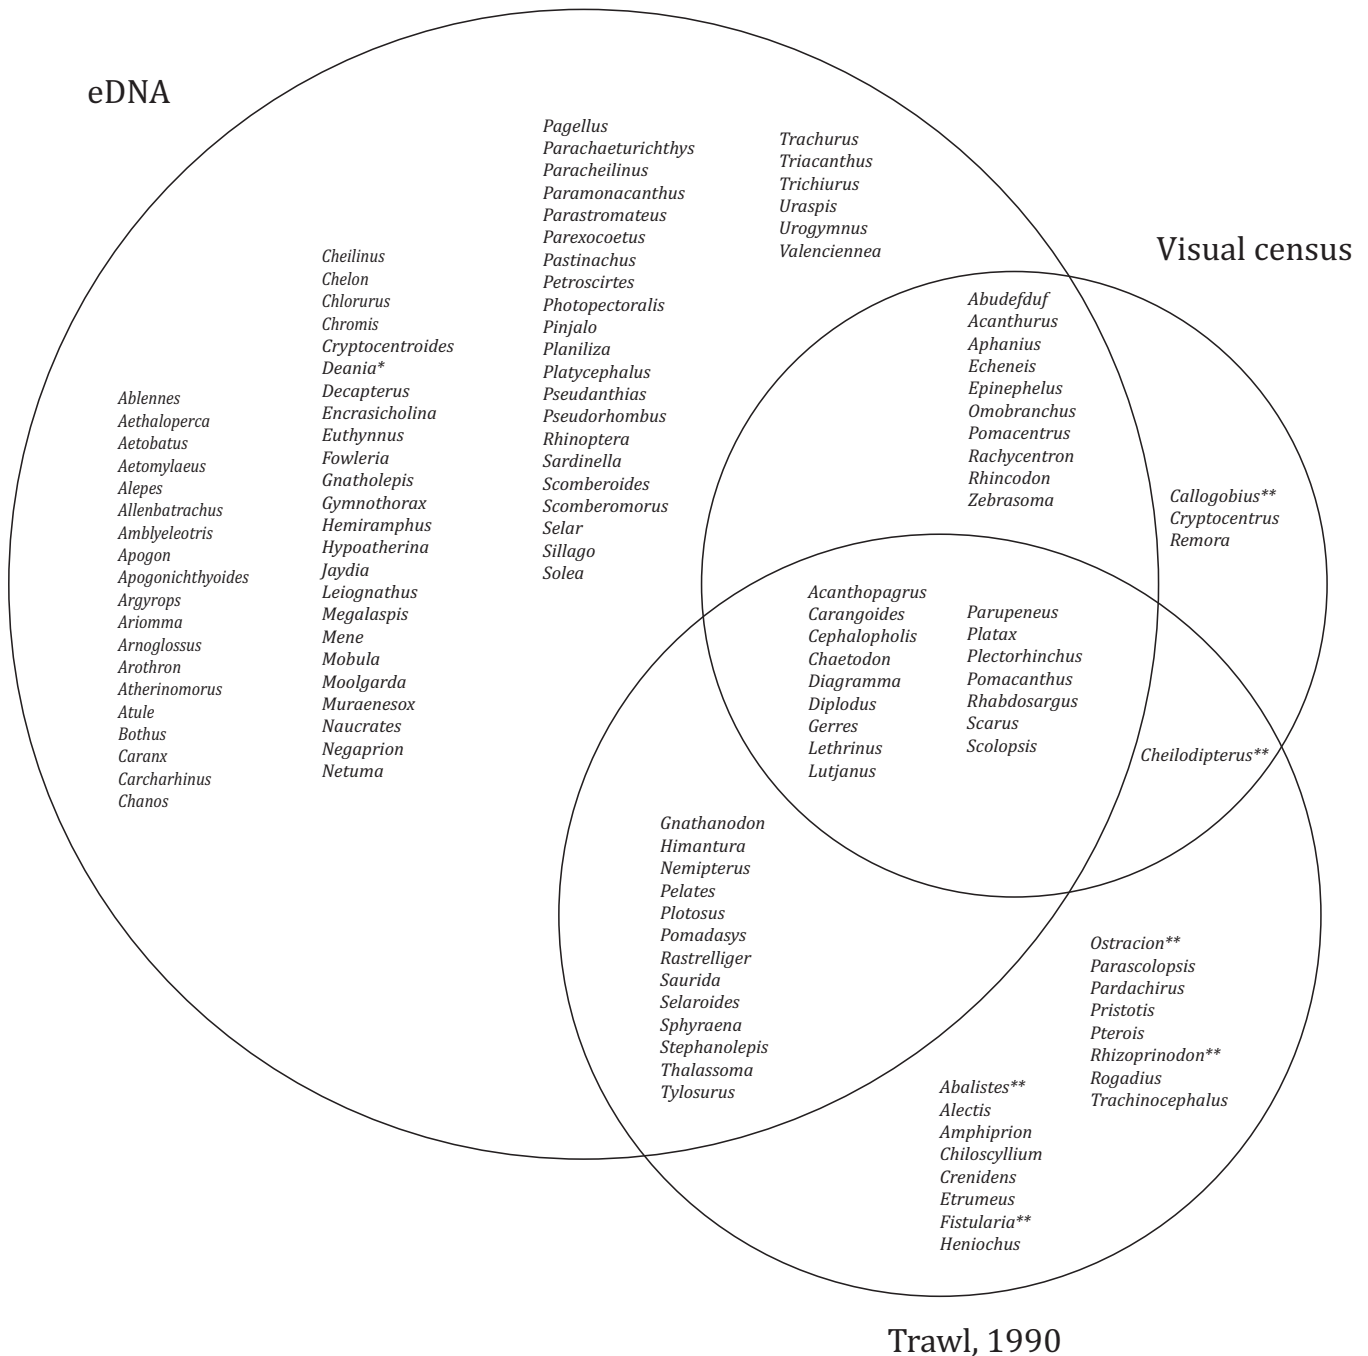 eDNA
Visual census
Trawl, 1990
Ablennes
Aethaloperca
Aetobatus
Aetomylaeus
Alepes
Allenbatrachus
Amblyeleotris
Apogon
Apogonichthyoides
Argyrops
Ariomma
Arnoglossus
Arothron
Atherinomorus
Atule
Bothus
Caranx
Carcharhinus
Chanos
Cheilinus
Chelon
Chlorurus
Chromis
Cryptocentroides
Deania*
Decapterus
Encrasicholina
Euthynnus
Fowleria
Gnatholepis
Gymnothorax
Hemiramphus
Hypoatherina
Jaydia
Leiognathus
Megalaspis
Mene
Mobula
Moolgarda
Muraenesox
Naucrates
Negaprion
Netuma
Pagellus
Parachaeturichthys
Paracheilinus
Paramonacanthus
Parastromateus
Parexocoetus
Pastinachus
Petroscirtes
Photopectoralis
Pinjalo
Planiliza
Platycephalus
Pseudanthias
Pseudorhombus
Rhinoptera
Sardinella
Scomberoides
Scomberomorus
Selar
Sillago
Solea
Trachurus
Triacanthus
Trichiurus
Uraspis
Urogymnus
Valenciennea
Abudefduf
Acanthurus
Aphanius
Echeneis
Epinephelus
Omobranchus
Pomacentrus
Rachycentron
Rhincodon
Zebrasoma
Callogobius**
Cryptocentrus
Remora
Acanthopagrus
Carangoides
Cephalopholis
Chaetodon
Diagramma
Diplodus
Gerres
Lethrinus
Lutjanus
Parupeneus
Platax
Plectorhinchus
Pomacanthus
Rhabdosargus
Scarus
Scolopsis
Cheilodipterus**
Gnathanodon
Himantura
Nemipterus
Pelates
Plotosus
Pomadasys
Rastrelliger
Saurida
Selaroides
Sphyraena
Stephanolepis
Thalassoma
Tylosurus
Abalistes**
Alectis
Amphiprion
Chiloscyllium
Crenidens
Etrumeus
Fistularia**
Heniochus
Ostracion**
Parascolopsis
Pardachirus
Pristotis
Pterois
Rhizoprinodon**
Rogadius
Trachinocephalus